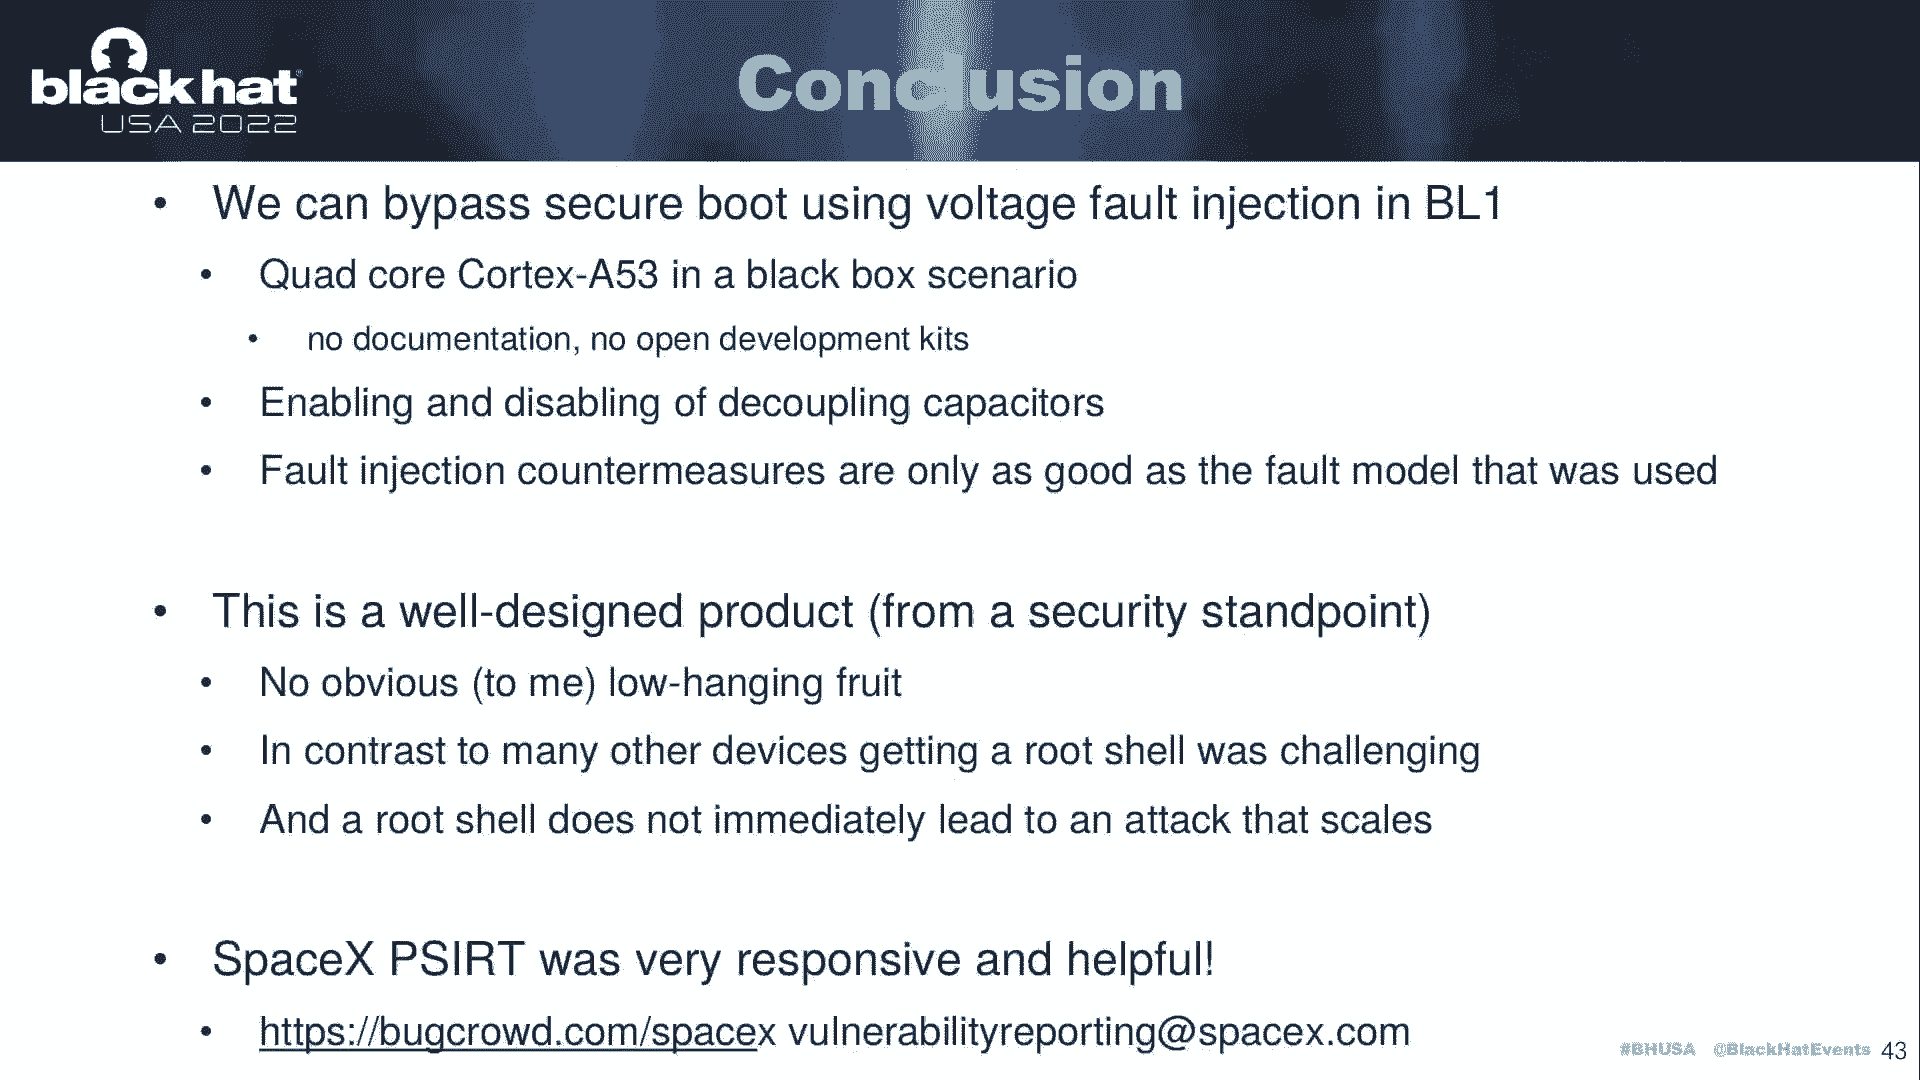 black hat
USA 2022
Conclusion
• We can bypass secure boot using voltage fault injection in BL1
• Quad core Cortex-A53 in a black box scenario
• no documentation, no open development kits
• Enabling and disabling of decoupling capacitors
• Fault injection countermeasures are only as good as the fault model that was used
• This is a well-designed product (from a security standpoint)
• No obvious (to me) low-hanging fruit
• In contrast to many other devices getting a root shell was challenging
• And a root shell does not immediately lead to an attack that scales
• SpaceX PSIRT was very responsive and helpful!
• https://bugcrowd.com/spacex vulnerabilityreporting@spacex.com
#BHUSA @BlackHatEvents 43